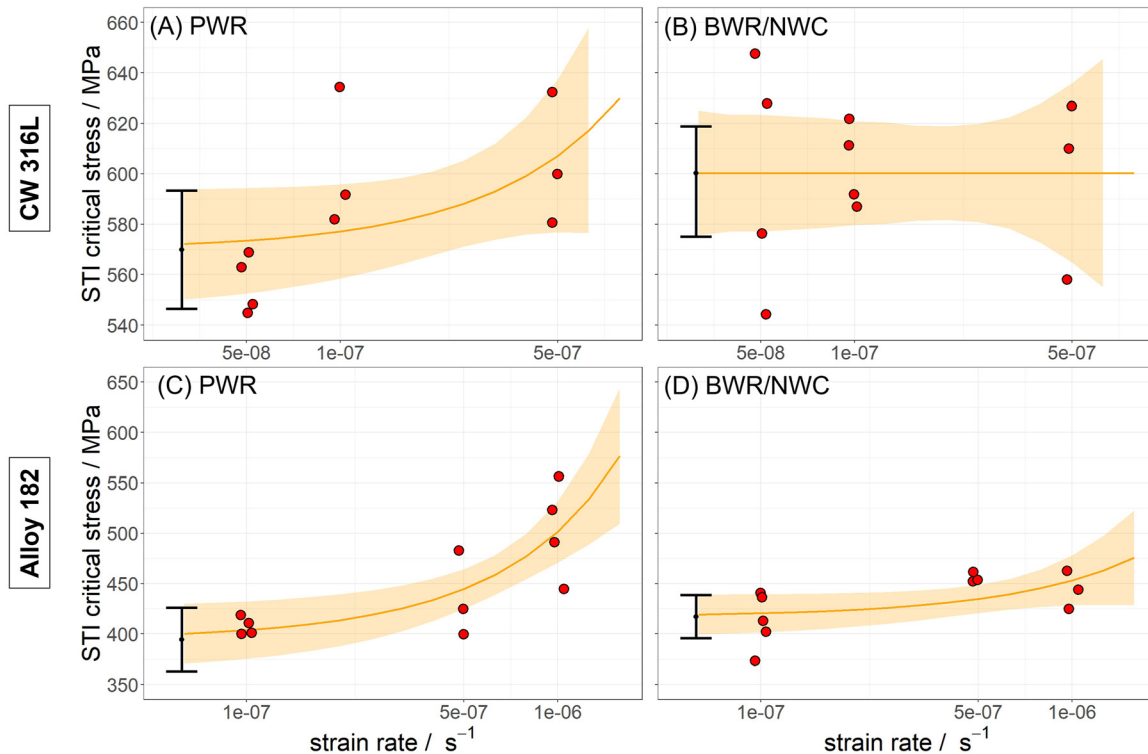 (A) PWR
(B) BWR/NWC
CW 316L
STI critical stress / MPa
660
640
620
600
580
560
540
5e-08
1e-07
5e-07
5e-08
1e-07
5e-07
(C) PWR
(D) BWR/NWC
Alloy 182
STI critical stress / MPa
650
600
550
500
450
400
350
1e-07
5e-07
1e-06
1e-07
5e-07
1e-06
strain rate / s⁻¹
strain rate / s⁻¹